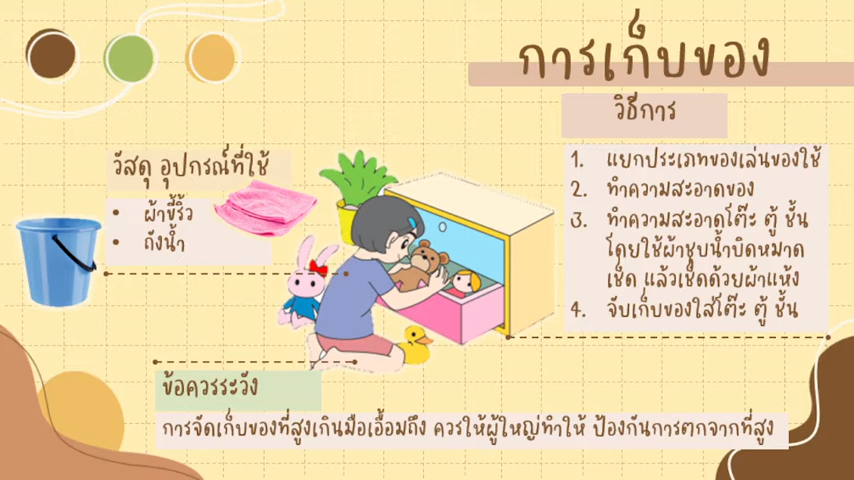 การเก็บของ
วิธีการ
1. แยกประเภทของเล่นของใช้
2. ทำความสะอาดของ
3. ทำความสะอาดโต๊ะ ตู้ ชั้น
โดยใช้ผ้าชุบน้ำบิดหมาด
เช็ด แล้วเช็ดด้วยผ้าแห้ง
4. จับเก็บของใส่โต๊ะ ตู้ ชั้น
วัสดุ อุปกรณ์ที่ใช้
• ผ้าขี้ริ้ว
• ถังน้ำ
ข้อควรระวัง
การจัดเก็บของที่สูงเกินมือเอื้อมถึง ควรให้ผู้ใหญ่ทำให้ ป้องกันการตกจากที่สูง